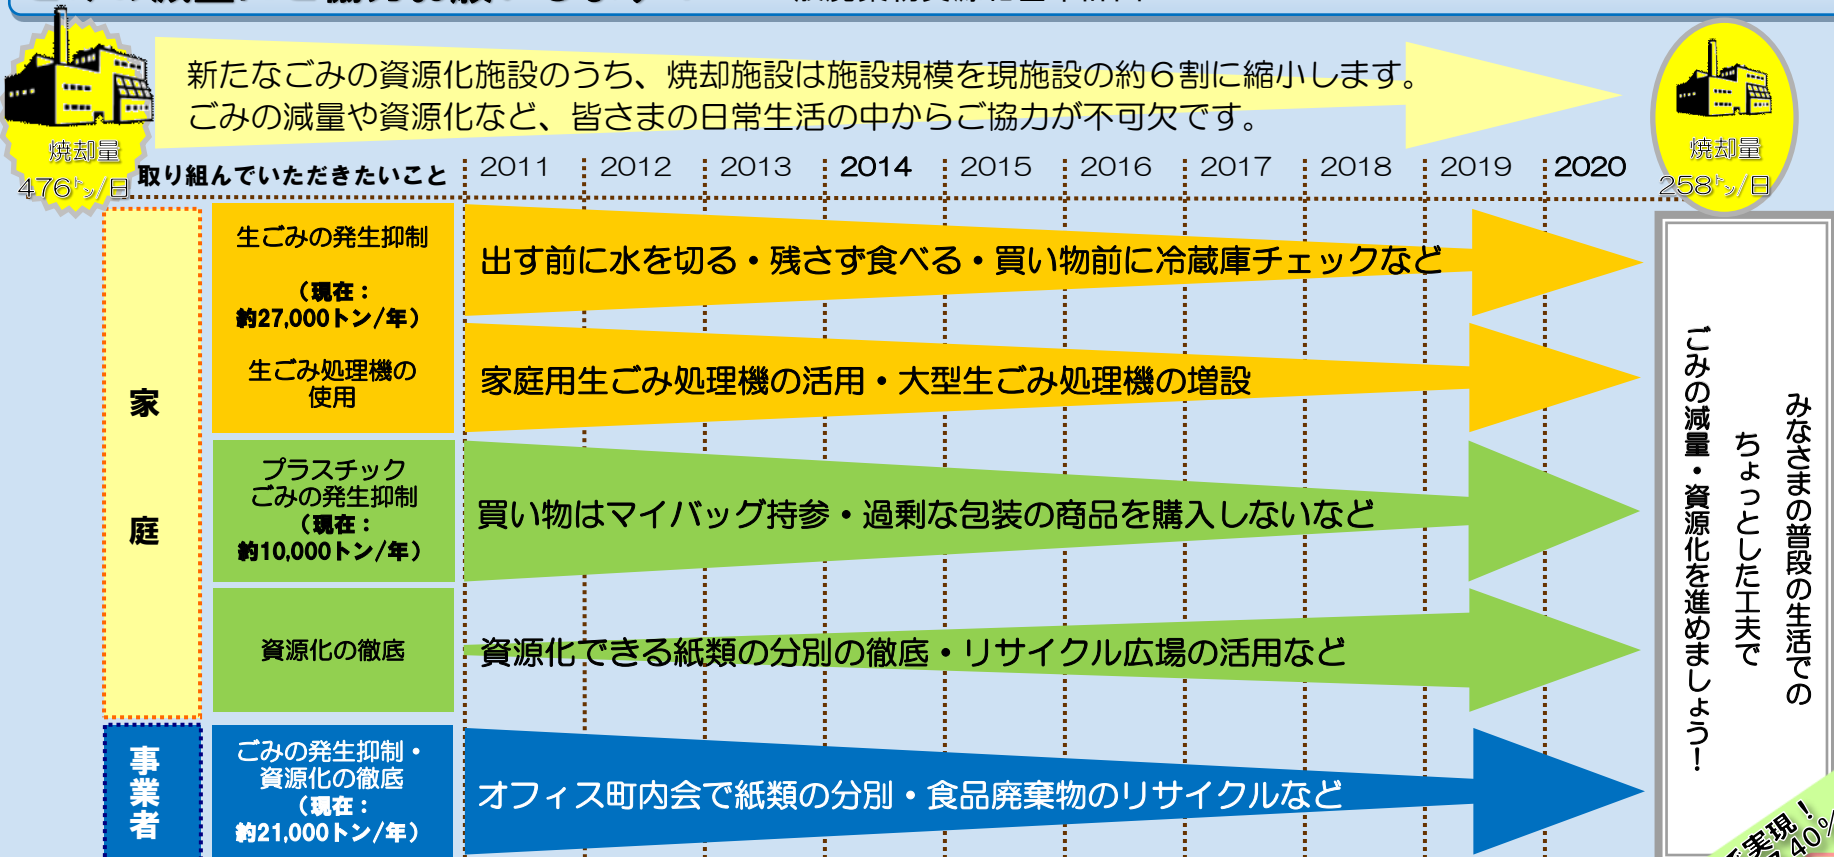 新たなごみの資源化施設のうち、焼却施設は施設規模を現施設の約6割に縮小します。
ごみの減量や資源化など、皆さまの日常生活の中からご協力が不可欠です。
焼却量
476㌧/日
焼却量
258㌧/日
取り組んでいただきたいこと
2011 2012 2013 2014 2015 2016 2017 2018 2019 2020
家庭
生ごみの発生抑制
（現在：
約27,000トン/年）
出す前に水を切る・残さず食べる・買い物前に冷蔵庫チェックなど
生ごみ処理機の
使用
家庭用生ごみ処理機の活用・大型生ごみ処理機の増設
プラスチック
ごみの発生抑制
（現在：
約10,000トン/年）
買い物はマイバッグ持参・過剰な包装の商品を購入しないなど
資源化の徹底
資源化できる紙類の分別の徹底・リサイクル広場の活用など
事業者
ごみの発生抑制・
資源化の徹底
（現在：
約21,000トン/年）
オフィス町内会で紙類の分別・食品廃棄物のリサイクルなど
みなさまの普段の生活での
ちょっとした工夫で
ごみの減量・資源化を進めましょう！
実現！
40%